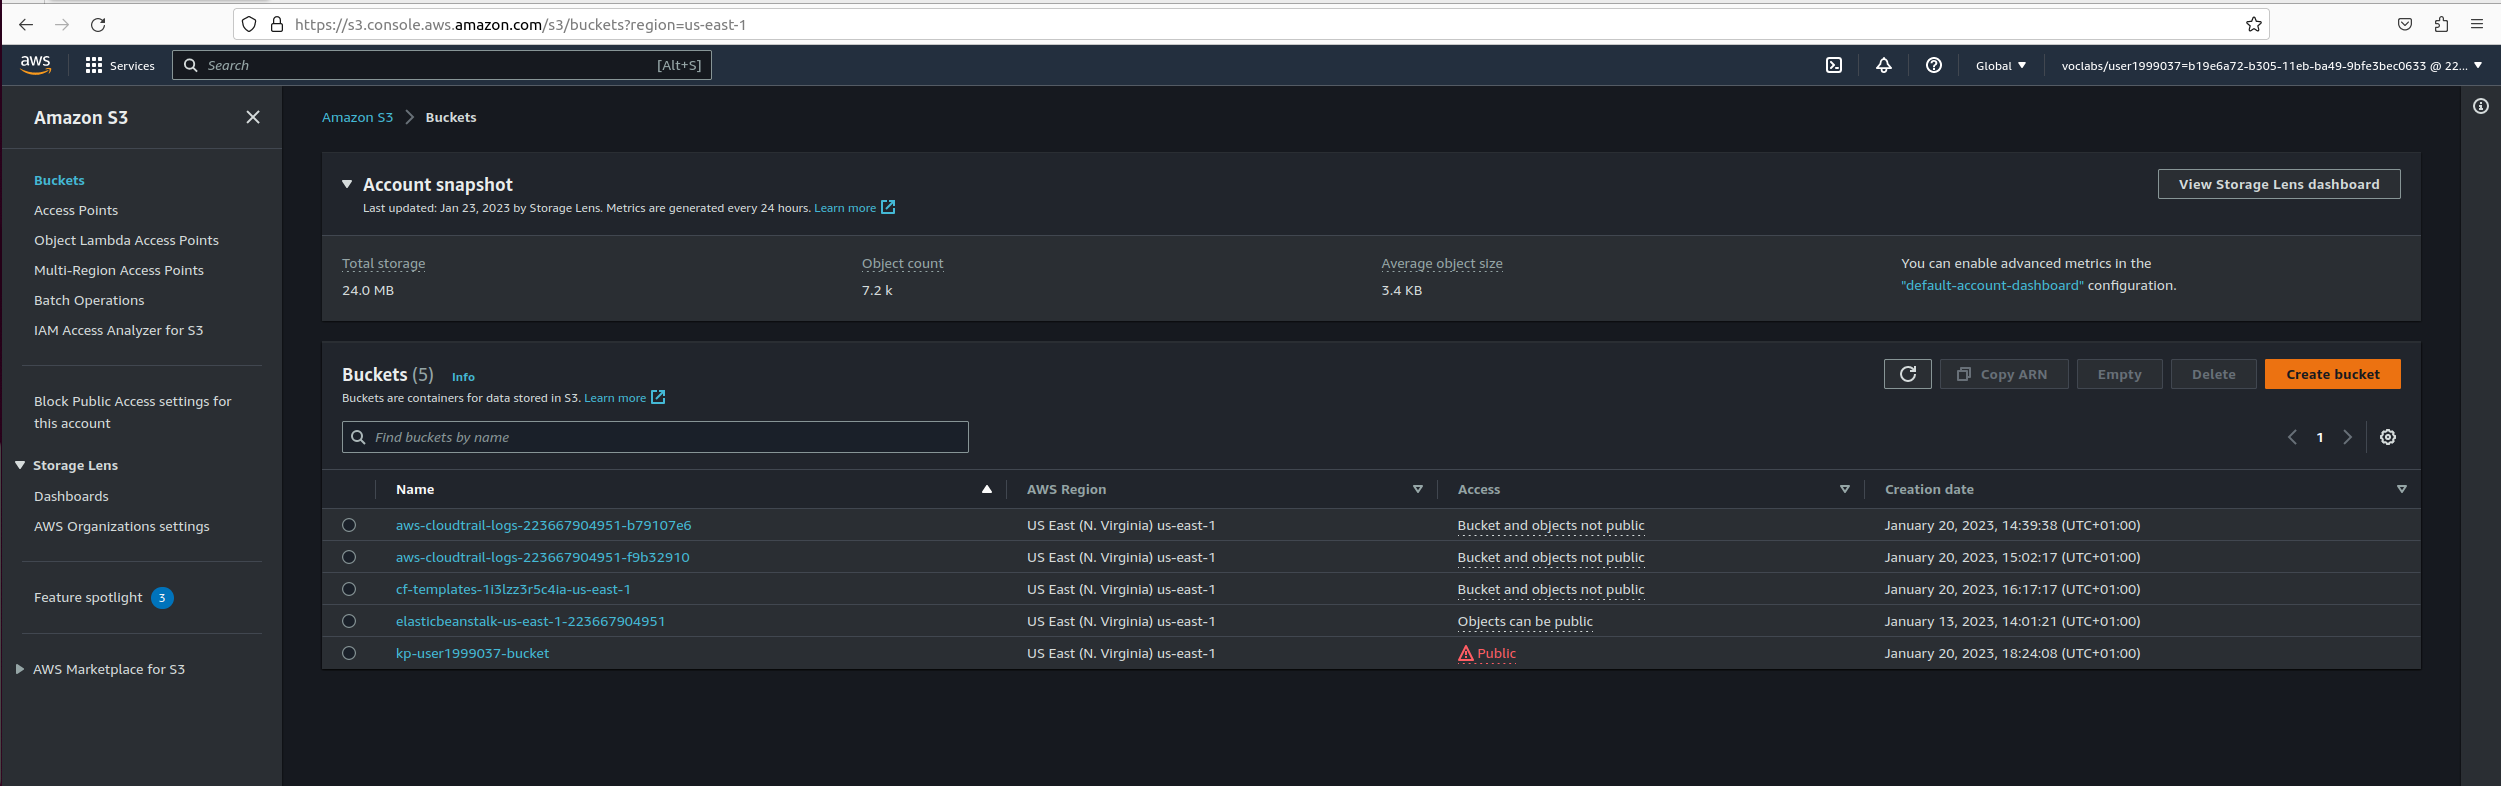 https://s3.console.aws.amazon.com/s3/buckets?region=us-east-1
aws
Services
Search
[Alt+S]
Global
voclabs/user1999037=b19e6a72-b305-11eb-ba49-9bfe3bec0633 @ 22...
Amazon S3
Buckets
Access Points
Object Lambda Access Points
Multi-Region Access Points
Batch Operations
IAM Access Analyzer for S3
Block Public Access settings for
this account
Storage Lens
Dashboards
AWS Organizations settings
Feature spotlight 3
AWS Marketplace for S3
Amazon S3 Buckets
Account snapshot
Last updated: Jan 23, 2023 by Storage Lens. Metrics are generated every 24 hours. Learn more
View Storage Lens dashboard
Total storage
24.0 MB
Object count
7.2 k
Average object size
3.4 KB
You can enable advanced metrics in the
"default-account-dashboard" configuration.
Buckets (5) Info
Buckets are containers for data stored in S3. Learn more
Copy ARN
Empty
Delete
Create bucket
Find buckets by name
1
Name AWS Region Access Creation date
aws-cloudtrail-logs-223667904951-b79107e6 US East (N. Virginia) us-east-1 Bucket and objects not public January 20, 2023, 14:39:38 (UTC+01:00)
aws-cloudtrail-logs-223667904951-f9b32910 US East (N. Virginia) us-east-1 Bucket and objects not public January 20, 2023, 15:02:17 (UTC+01:00)
cf-templates-1i3lzz3r5c4ia-us-east-1 US East (N. Virginia) us-east-1 Bucket and objects not public January 20, 2023, 16:17:17 (UTC+01:00)
elasticbeanstalk-us-east-1-223667904951 US East (N. Virginia) us-east-1 Objects can be public January 13, 2023, 14:01:21 (UTC+01:00)
kp-user1999037-bucket US East (N. Virginia) us-east-1 Public January 20, 2023, 18:24:08 (UTC+01:00)